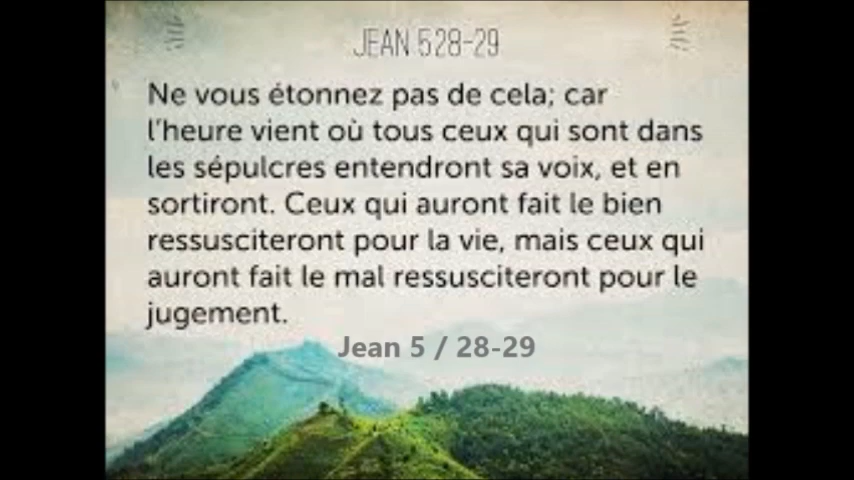 JEAN 528-29
Ne vous étonnez pas de cela; car
l'heure vient où tous ceux qui sont dans
les sépulcres entendront sa voix, et en
sortiront. Ceux qui auront fait le bien
ressusciteront pour la vie, mais ceux qui
auront fait le mal ressusciteront pour le
jugement.
Jean 5 / 28-29